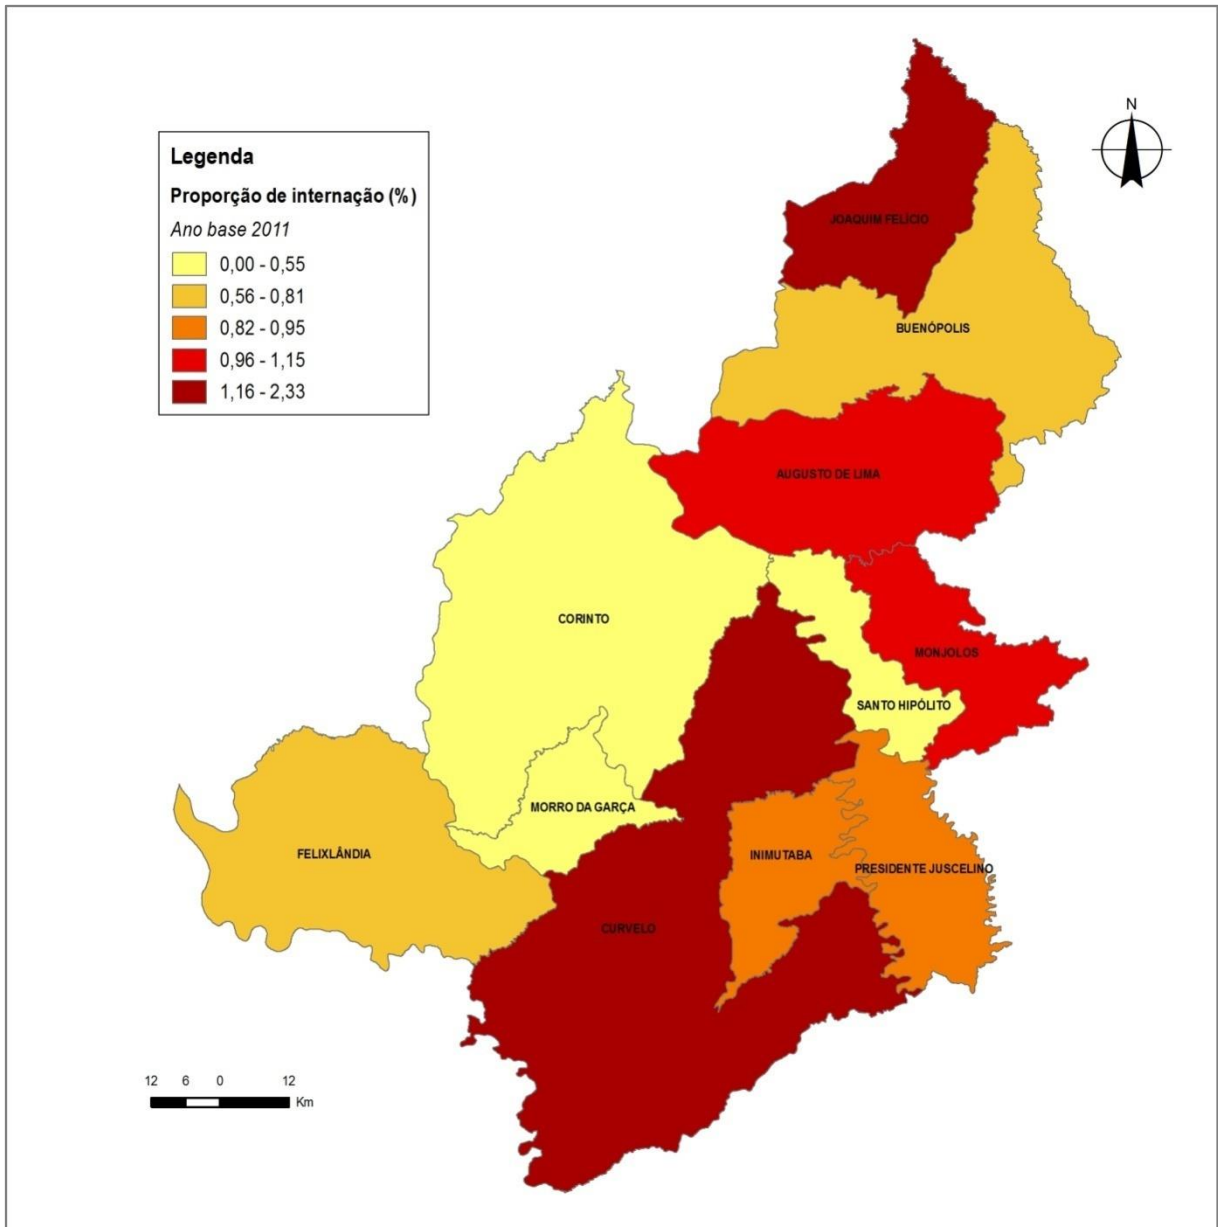 N
Legenda
Proporção de internação (%)
Ano base 2011
0,00 - 0,55
0,56 - 0,81
0,82 - 0,95
0,96 - 1,15
1,16 - 2,33
JOAQUIM FELÍCIO
BUENÓPOLIS
AUGUSTO DE LIMA
CORINTO
MONJOLOS
SANTO HIPÓLITO
MORRO DA GARÇA
FELIXLÂNDIA
INIMUTABA
PRESIDENTE JUSCELINO
CURVELO
12 6 0 12
Km